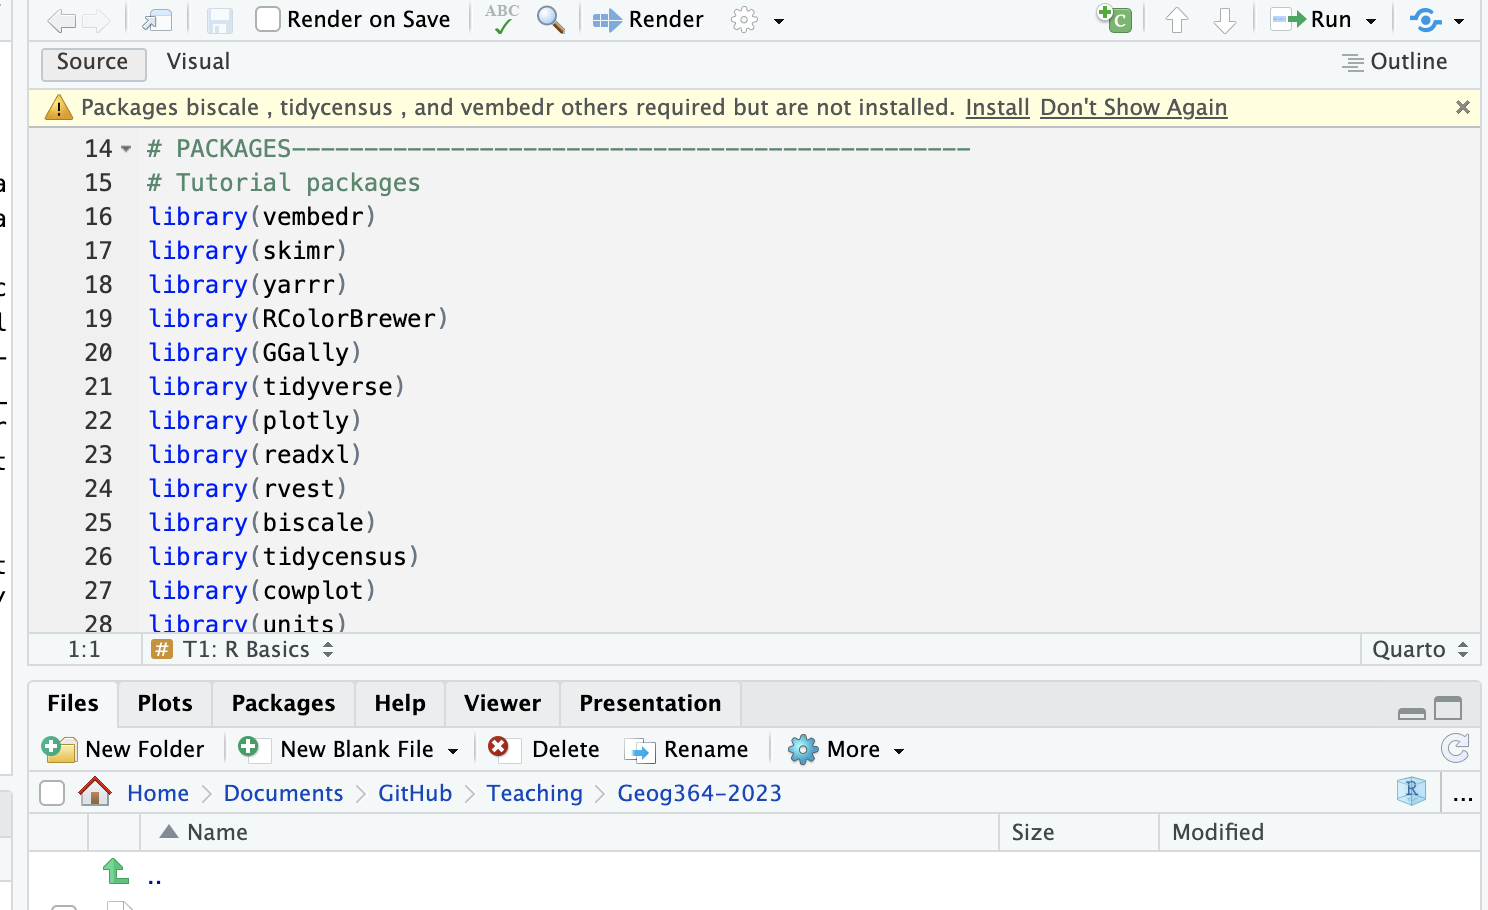 Render on Save ABC Render Run
Source Visual Outline
Packages biscale , tidycensus , and vembedr others required but are not installed. Install Don't Show Again
14 # PACKAGES-----------------------------------------------
15 # Tutorial packages
16 library(vembedr)
17 library(skimr)
18 library(yarrr)
19 library(RColorBrewer)
20 library(GGally)
21 library(tidyverse)
22 library(plotly)
23 library(readxl)
24 library(rvest)
25 library(biscale)
26 library(tidycensus)
27 library(cowplot)
28 library(units)
1:1 # T1: R Basics Quarto
Files Plots Packages Help Viewer Presentation
New Folder New Blank File Delete Rename More
Home Documents GitHub Teaching Geog364-2023 R ...
Name Size Modified
..